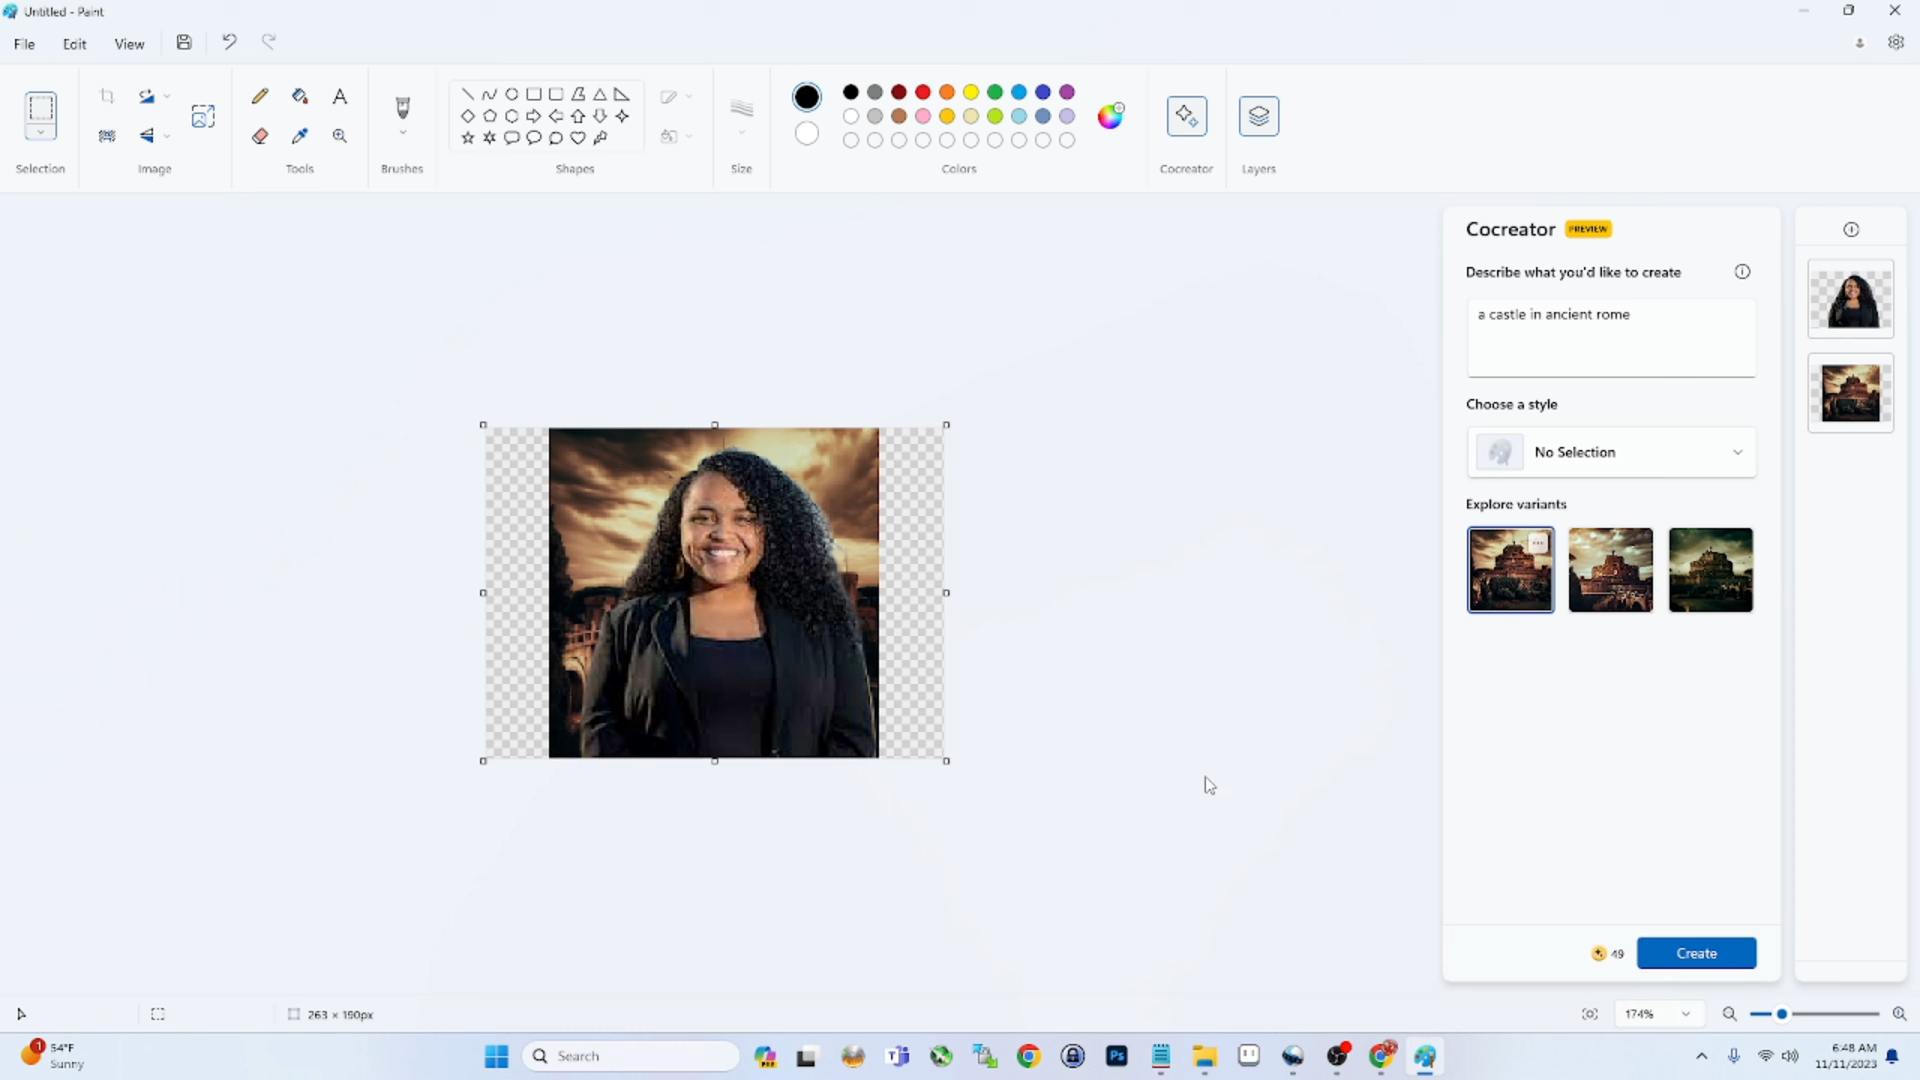 Untitled - Paint
File Edit View
Selection Image Tools Brushes Shapes Size Colors Cocreator Layers
Cocreator PREVIEW
Describe what you'd like to create
a castle in ancient rome
Choose a style
No Selection
Explore variants
49 Create
263 × 190px
174%
1
54°F
Sunny
Search
Ps
6:48 AM
11/11/2023